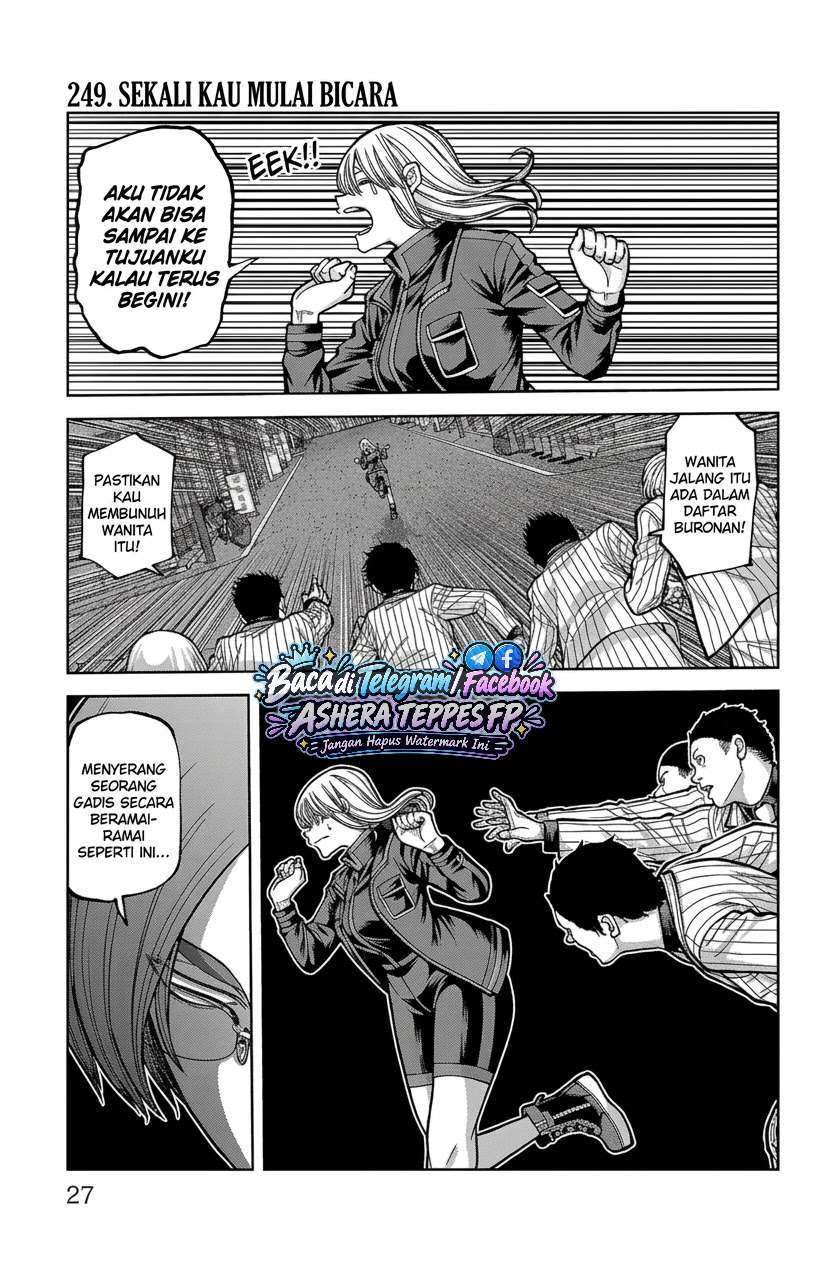 249. SEKALI KAU MULAI BICARA
EEK!!
AKU TIDAK
AKAN BISA
SAMPAI KE
TUJUANKU
KALAU TERUS
BEGINI!
WANITA
JALANG ITU
ADA DALAM
DAFTAR
BURONAN!
PASTIKAN
KAU
MEMBUNUH
WANITA
ITU!
Baca di Telegram/Facebook
ASHERA TEPPES FP
Jangan Hapus Watermark Ini
MENYERANG
SEORANG
GADIS SECARA
BERAMAI-
RAMAI
SEPERTI INI...
27